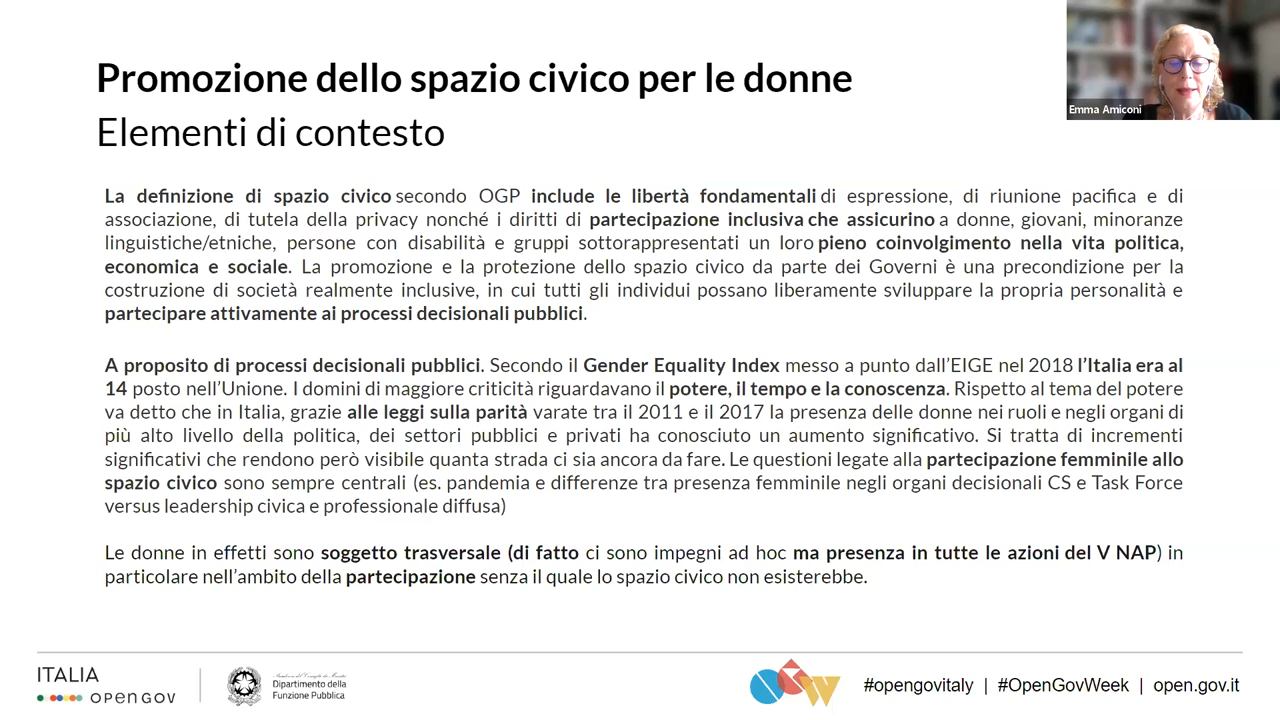 Promozione dello spazio civico per le donne
Elementi di contesto
Emma Amiconi
La definizione di spazio civico secondo OGP include le libertà fondamentali di espressione, di riunione pacifica e di
associazione, di tutela della privacy nonché i diritti di partecipazione inclusiva che assicurino a donne, giovani, minoranze
linguistiche/etniche, persone con disabilità e gruppi sottorappresentati un loro pieno coinvolgimento nella vita politica,
economica e sociale. La promozione e la protezione dello spazio civico da parte dei Governi è una precondizione per la
costruzione di società realmente inclusive, in cui tutti gli individui possano liberamente sviluppare la propria personalità e
partecipare attivamente ai processi decisionali pubblici.
A proposito di processi decisionali pubblici. Secondo il Gender Equality Index messo a punto dall’EIGE nel 2018 l’Italia era al
14 posto nell’Unione. I domini di maggiore criticità riguardavano il potere, il tempo e la conoscenza. Rispetto al tema del potere
va detto che in Italia, grazie alle leggi sulla parità varate tra il 2011 e il 2017 la presenza delle donne nei ruoli e negli organi di
più alto livello della politica, dei settori pubblici e privati ha conosciuto un aumento significativo. Si tratta di incrementi
significativi che rendono però visibile quanta strada ci sia ancora da fare. Le questioni legate alla partecipazione femminile allo
spazio civico sono sempre centrali (es. pandemia e differenze tra presenza femminile negli organi decisionali CS e Task Force
versus leadership civica e professionale diffusa)
Le donne in effetti sono soggetto trasversale (di fatto ci sono impegni ad hoc ma presenza in tutte le azioni del V NAP) in
particolare nell’ambito della partecipazione senza il quale lo spazio civico non esisterebbe.
ITALIA
open gov
Dipartimento della
Funzione Pubblica
#opengovitaly | #OpenGovWeek | open.gov.it